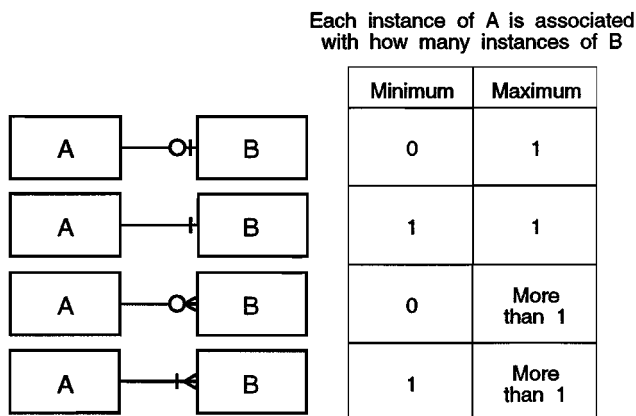 Each instance of A is associated
with how many instances of B
Minimum Maximum
A B 0 1
A B 1 1
A B 0 More
than 1
A B 1 More
than 1